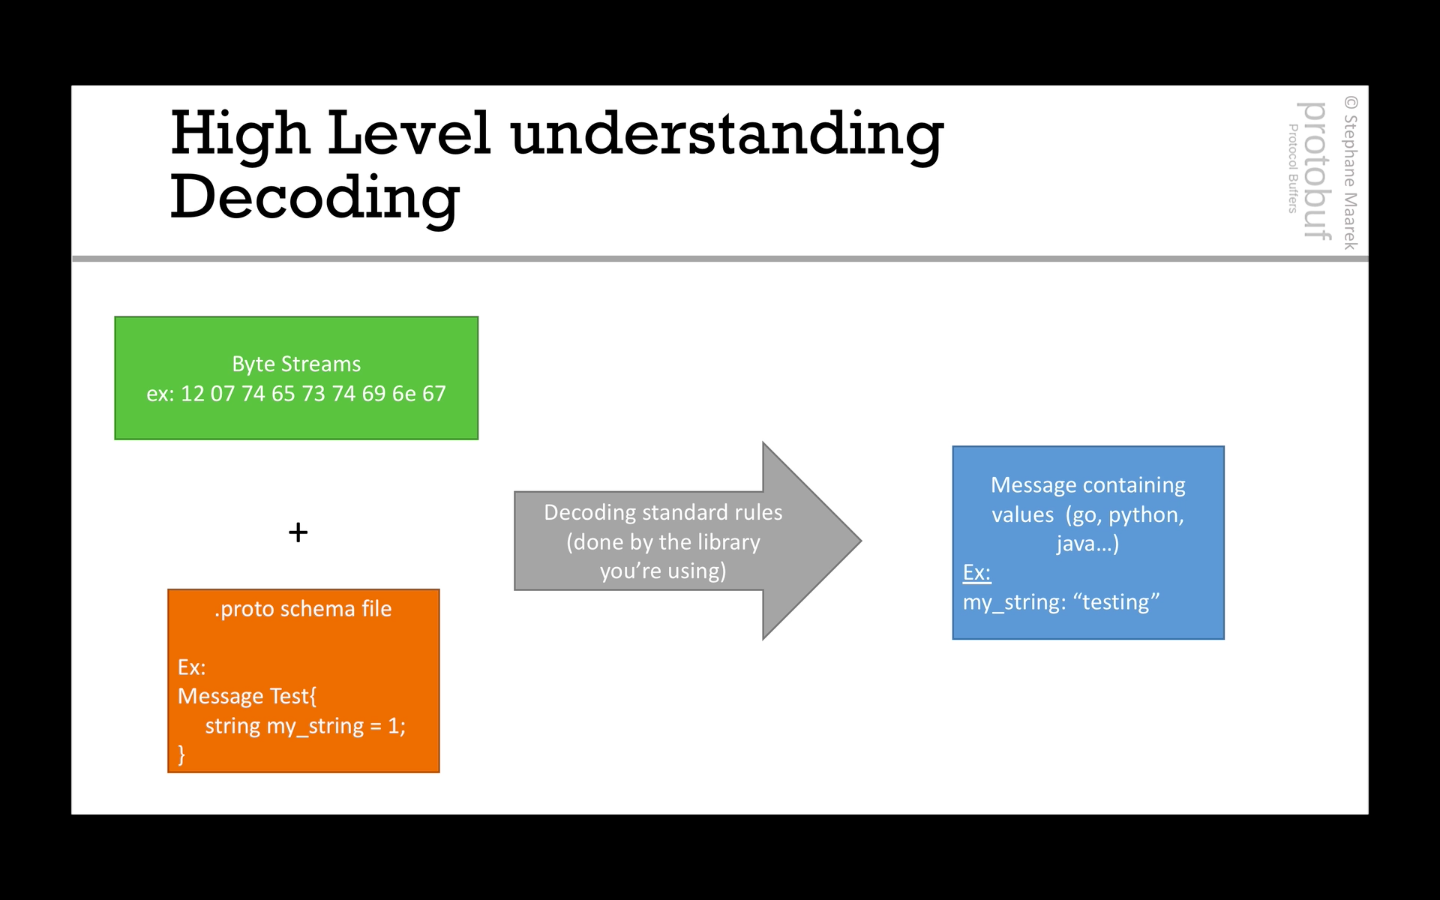 High Level understanding
Decoding
© Stephane Maarek
protobuf
Protocol Buffers
Byte Streams
ex: 12 07 74 65 73 74 69 6e 67
+
.proto schema file
Ex:
Message Test{
string my_string = 1;
}
Decoding standard rules
(done by the library
you’re using)
Message containing
values  (go, python,
java…)
Ex:
my_string: “testing”